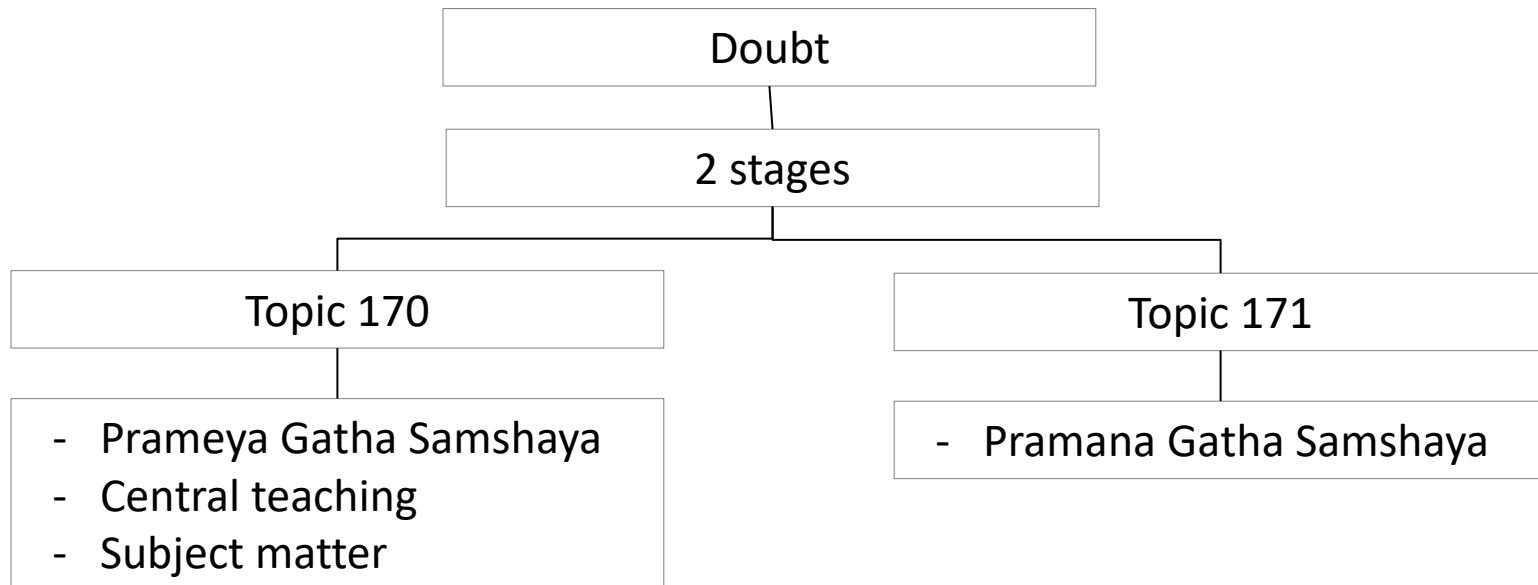 Doubt
2 stages
Topic 170
Topic 171
- Prameya Gatha Samshaya
- Central teaching
- Subject matter
- Pramana Gatha Samshaya